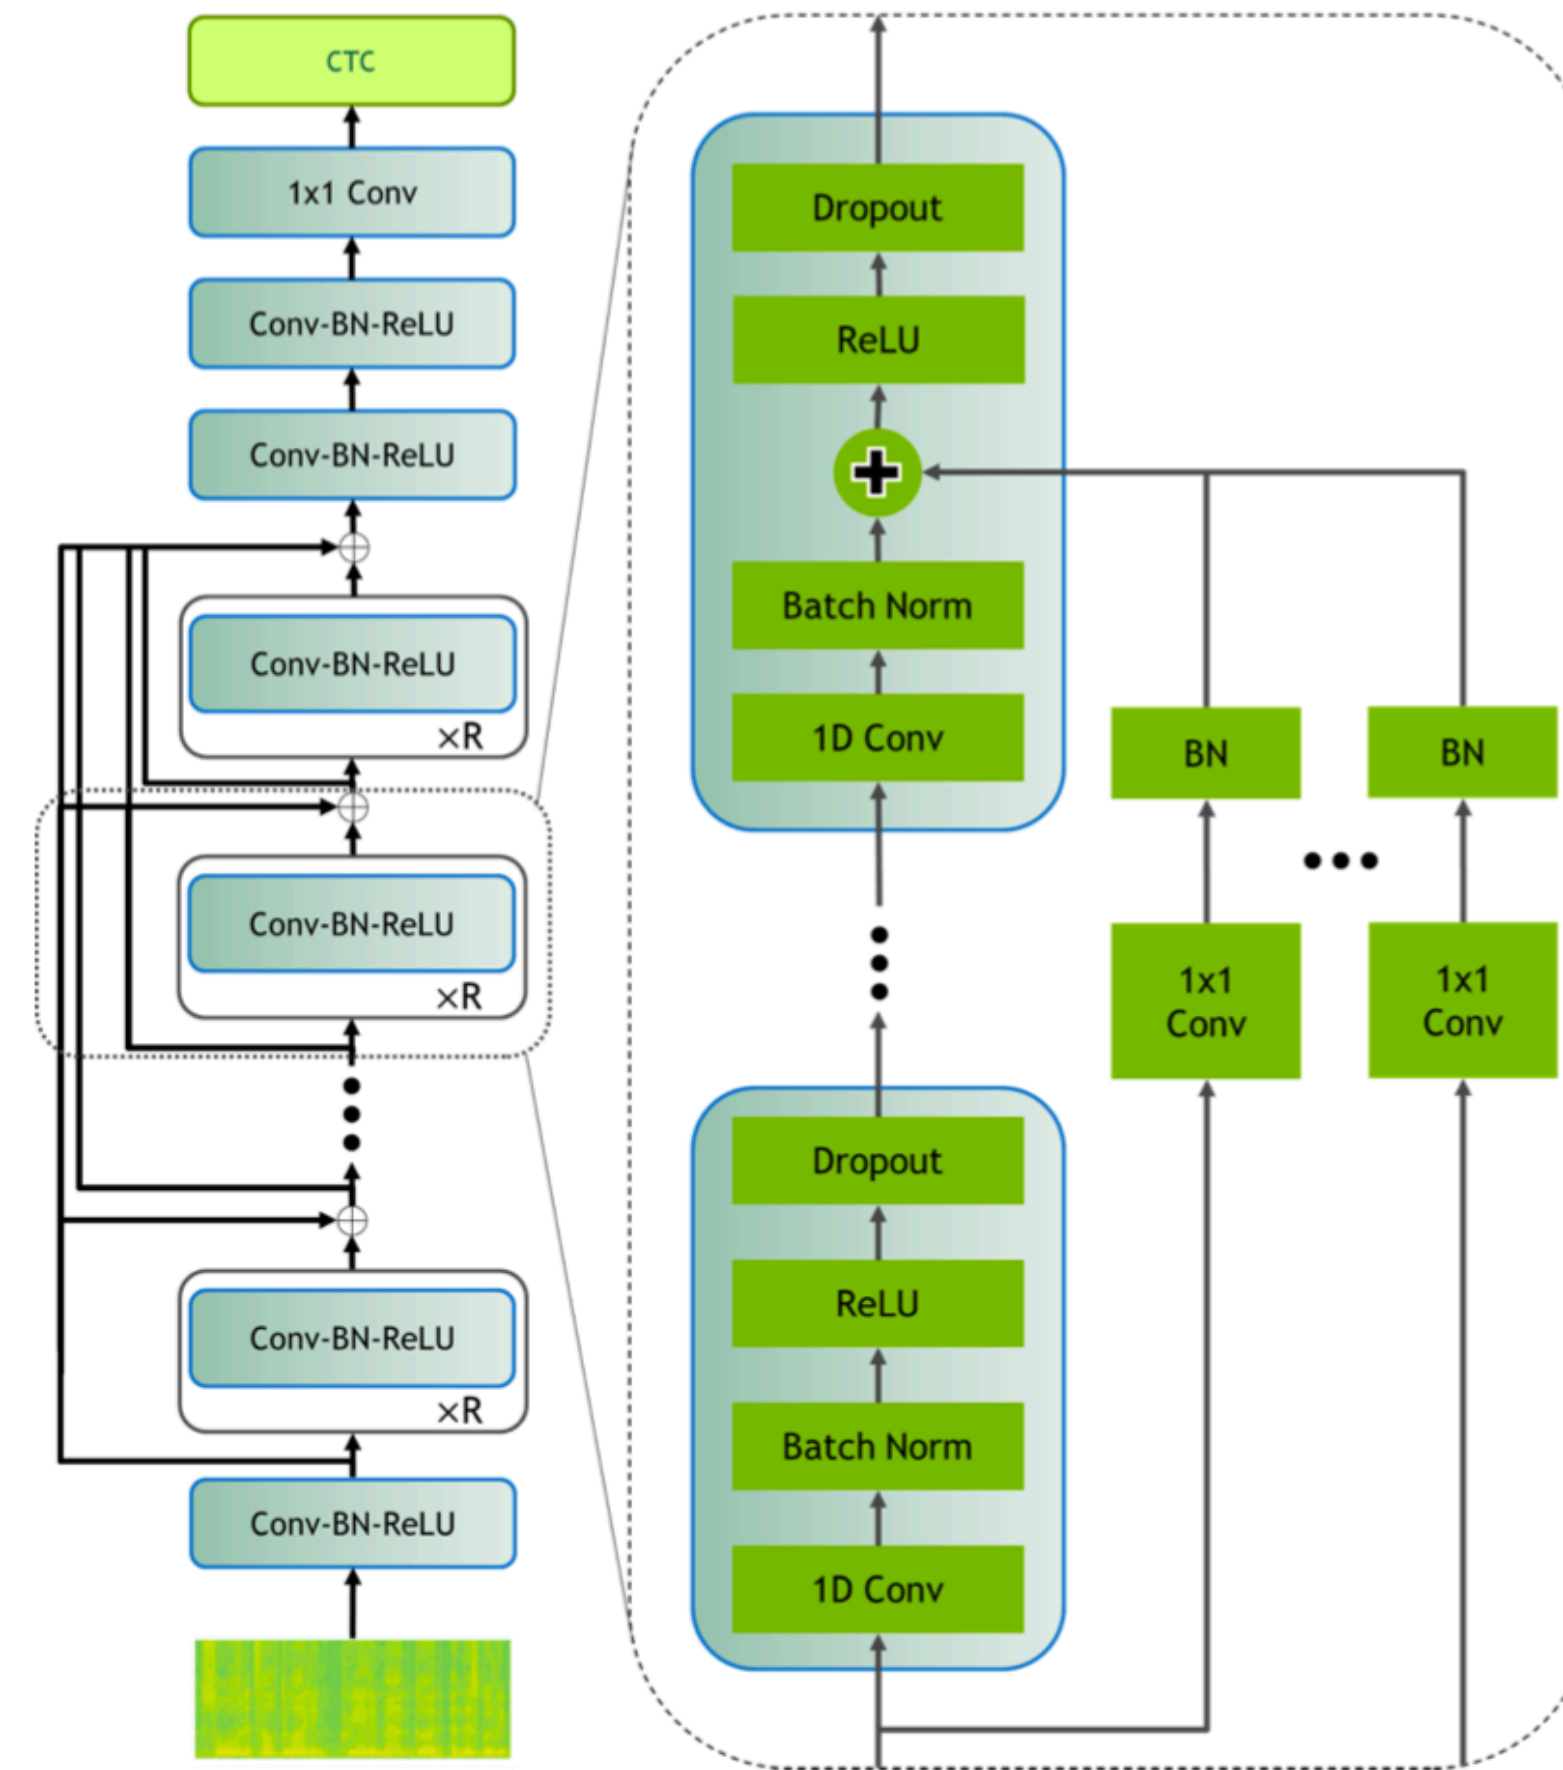 CTC
1x1 Conv
Conv-BN-ReLU
Conv-BN-ReLU
Conv-BN-ReLU
×R
Conv-BN-ReLU
×R
Conv-BN-ReLU
×R
Conv-BN-ReLU
Dropout
ReLU
Batch Norm
1D Conv
Dropout
ReLU
Batch Norm
1D Conv
BN
1x1
Conv
BN
1x1
Conv